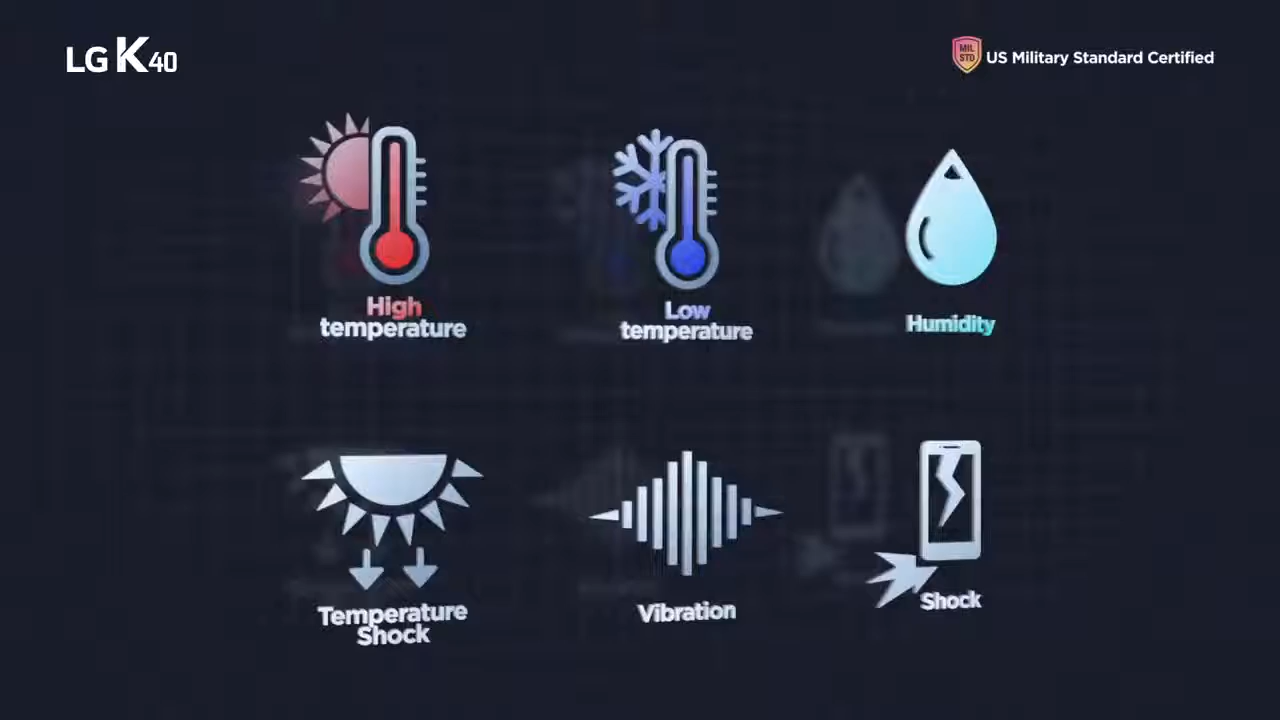 LG K40
MIL
STD
US Military Standard Certified
High
temperature
Low
temperature
Humidity
Temperature
Shock
Vibration
Shock